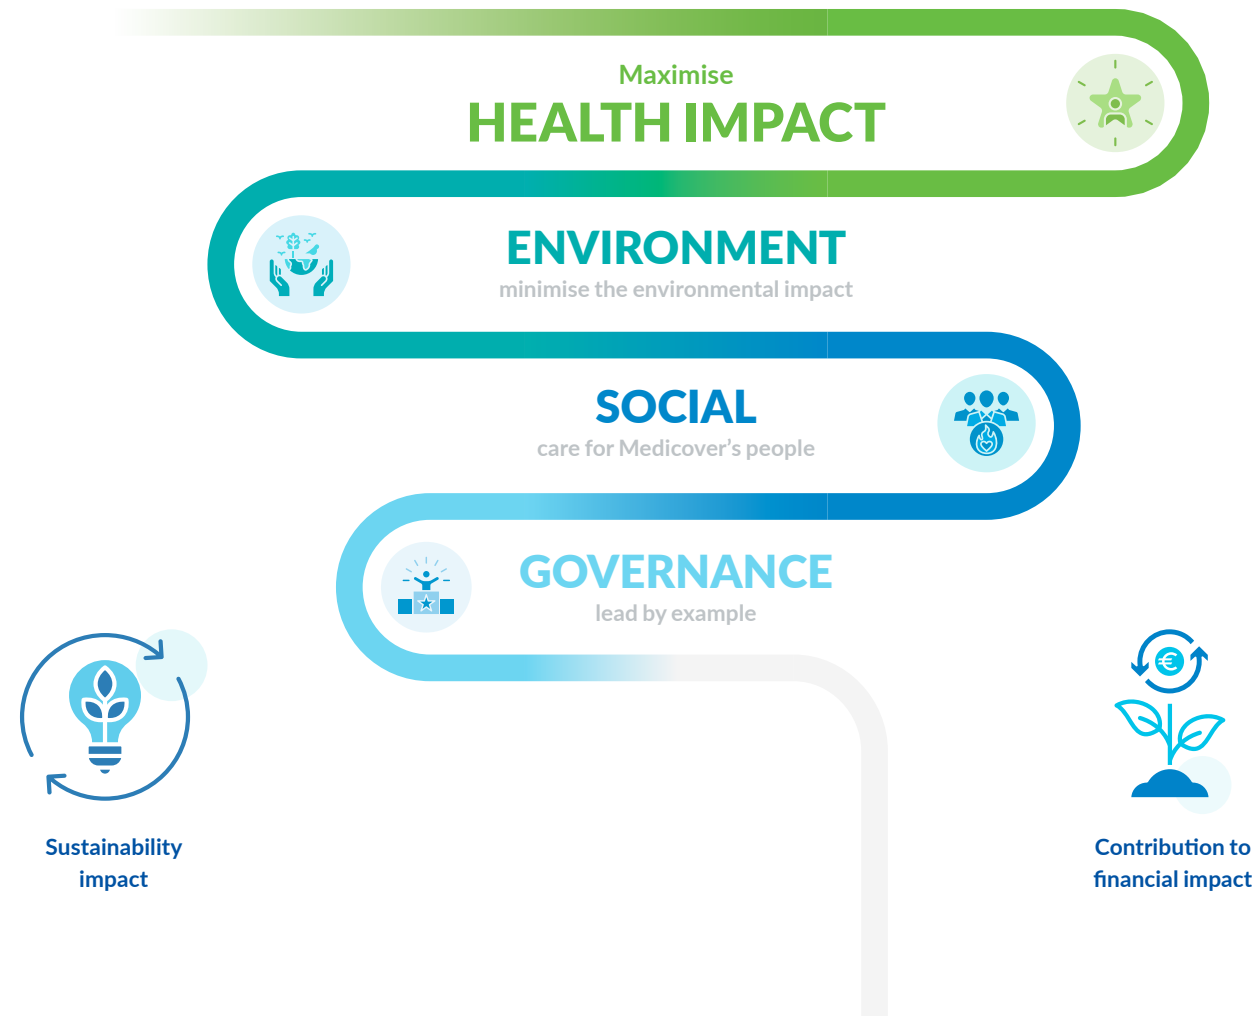 Maximise
HEALTH IMPACT
ENVIRONMENT
minimise the environmental impact
SOCIAL
care for Medicover’s people
GOVERNANCE
lead by example
€
Sustainability
impact
Contribution to
financial impact